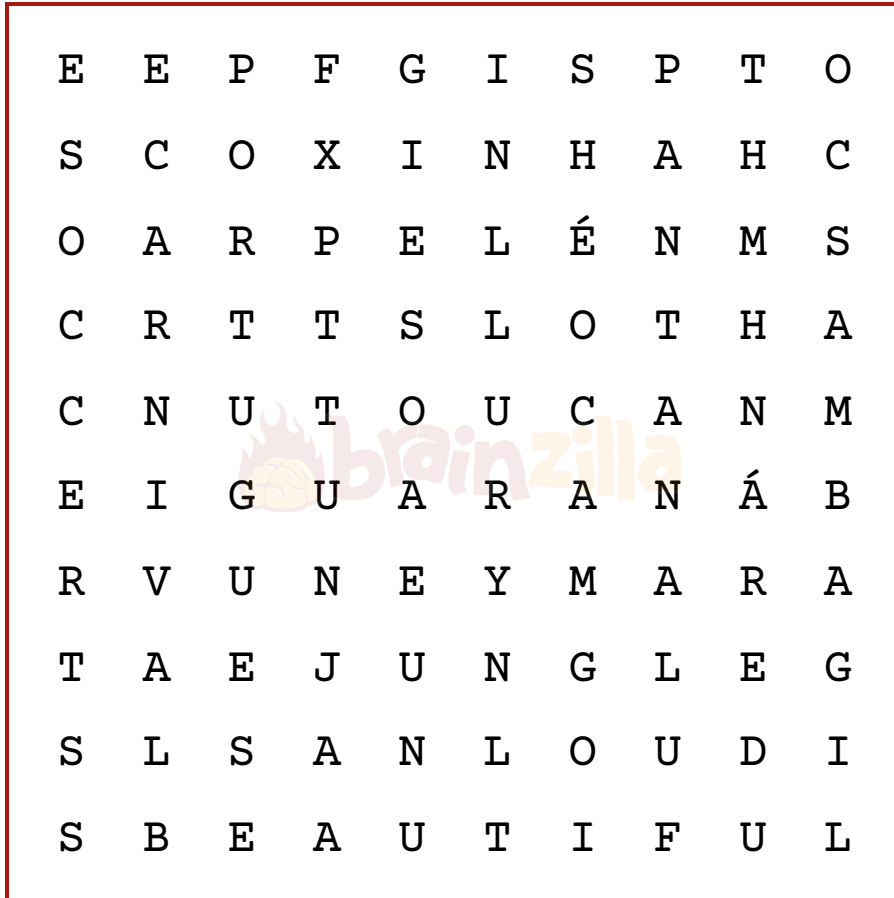 E E P F G I S P T O
S C O X I N H A H C
O A R P E L É N M S
C R T T S L O T H A
C N U T O U C A N M
E I G U A R A N Á B
R V U N E Y M A R A
T A E J U N G L E G
S L S A N L O U D I
S B E A U T I F U L
brainzilla